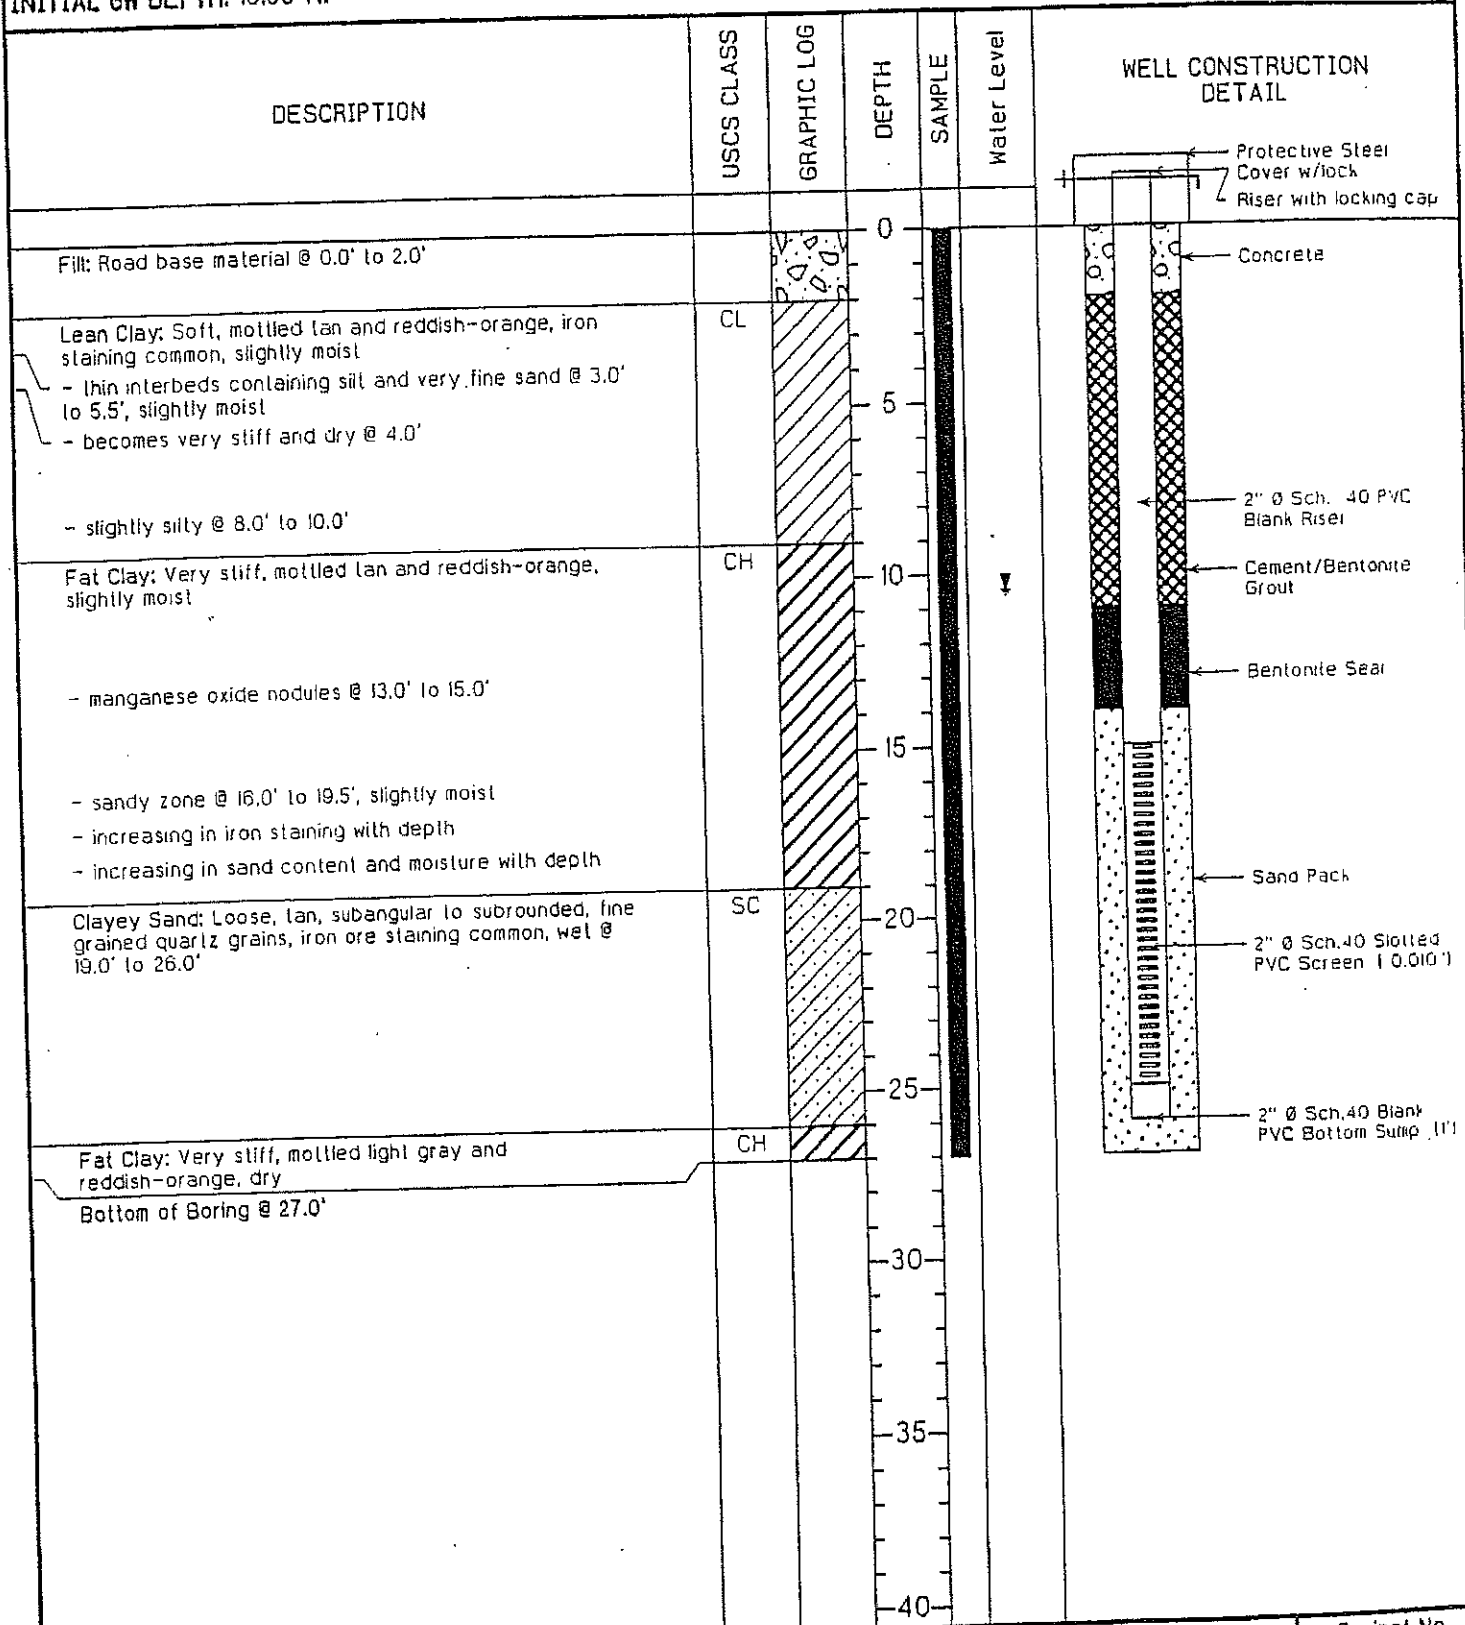 DESCRIPTION
USCS CLASS
GRAPHIC LOG
DEPTH
SAMPLE
Water Level
WELL CONSTRUCTION
DETAIL
Protective Steel
Cover w/lock
Riser with locking cap
Fill: Road base material @ 0.0' to 2.0'
0
Concrete
Lean Clay: Soft, mottled tan and reddish-orange, iron
staining common, slightly moist
CL
- thin interbeds containing silt and very fine sand @ 3.0'
to 5.5', slightly moist
5
- becomes very stiff and dry @ 4.0'
2" Ø Sch. 40 PVC
Blank Riser
- slightly silty @ 8.0' to 10.0'
Fat Clay: Very stiff, mottled tan and reddish-orange,
slightly moist
CH
10
Cement/Bentonite
Grout
- manganese oxide nodules @ 13.0' to 15.0'
Bentonite Seal
15
- sandy zone @ 16.0' to 19.5', slightly moist
- increasing in iron staining with depth
- increasing in sand content and moisture with depth
Sand Pack
Clayey Sand: Loose, tan, subangular to subrounded, fine
grained quartz grains, iron ore staining common, wet @
19.0' to 26.0'
SC
20
2" Ø Sch.40 Slotted
PVC Screen (0.010")
25
2" Ø Sch.40 Blank
PVC Bottom Sump (1')
Fat Clay: Very stiff, mottled light gray and
reddish-orange, dry
CH
Bottom of Boring @ 27.0'
30
35
40